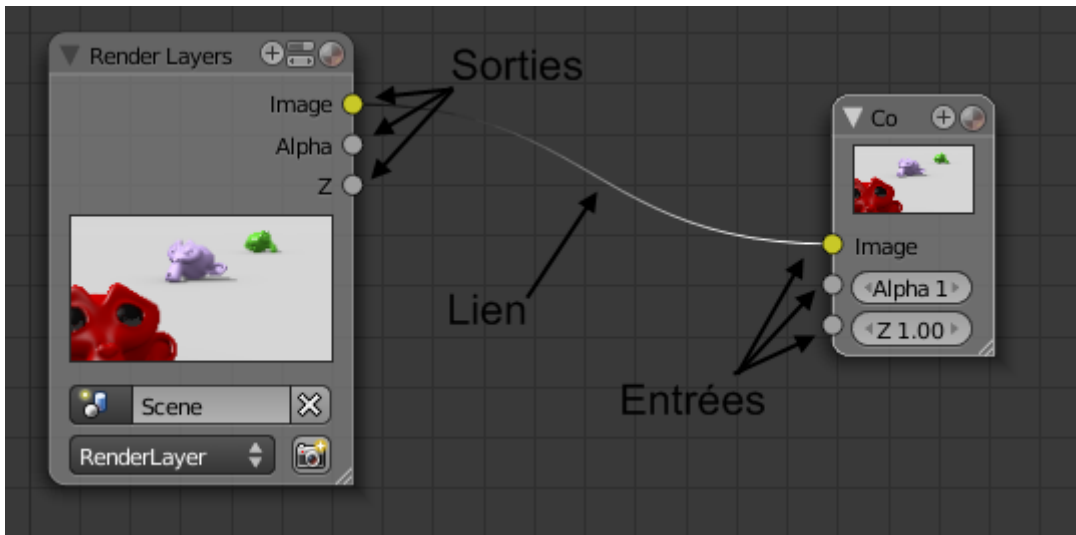 Render Layers
Sorties
Image
Alpha
Z
Co
Image
Alpha 1
Z 1.00
Lien
Entrées
Scene
RenderLayer